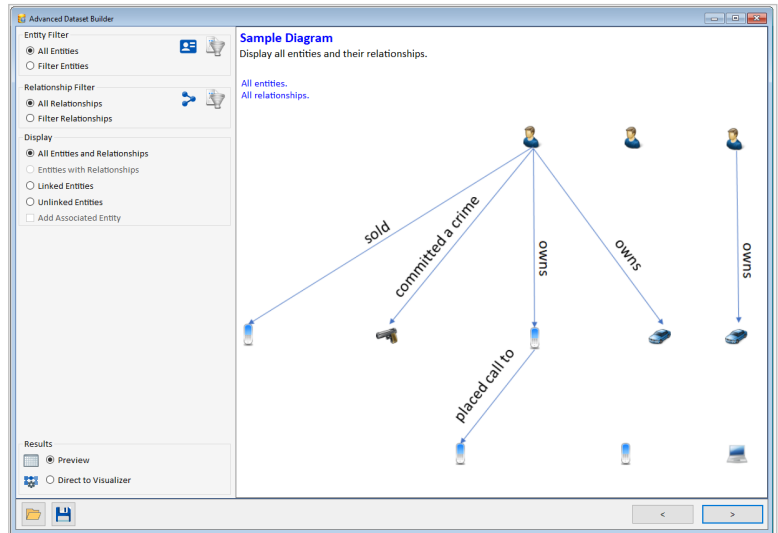 Advanced Dataset Builder
Entity Filter
All Entities
Filter Entities
Relationship Filter
All Relationships
Filter Relationships
Display
All Entities and Relationships
Entities with Relationships
Linked Entities
Unlinked Entities
Add Associated Entity
Results
Preview
Direct to Visualizer
Sample Diagram
Display all entities and their relationships.
All entities.
All relationships.
sold
committed a crime
owns
owns
owns
placed call to
<
>